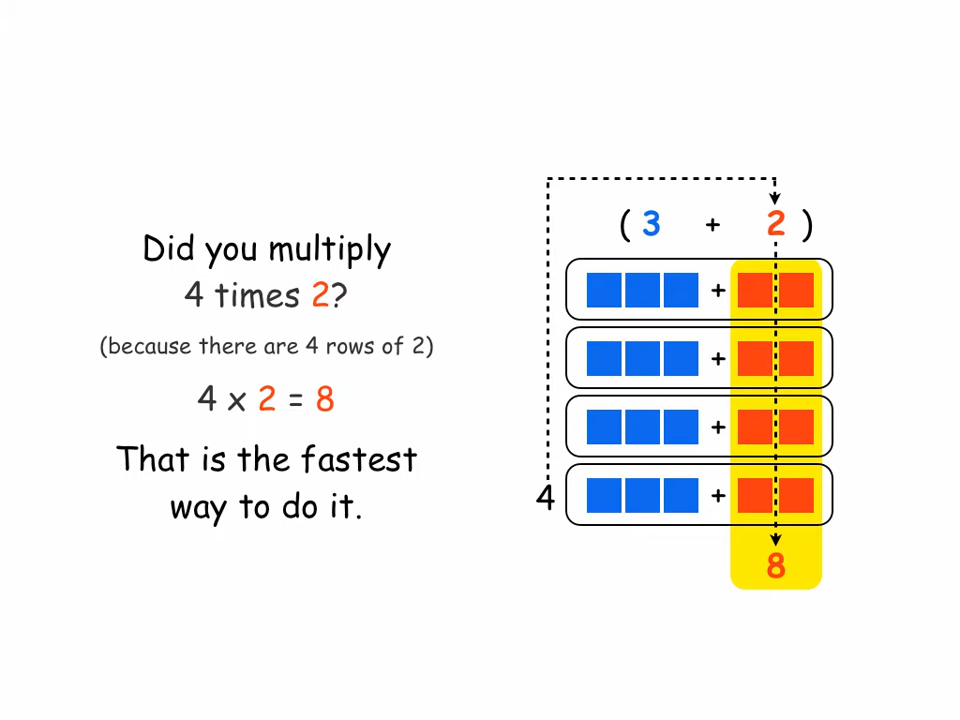 Did you multiply
4 times 2?
(because there are 4 rows of 2)
4 x 2 = 8
That is the fastest
way to do it.
( 3 + 2 )
+
+
+
4 +
8